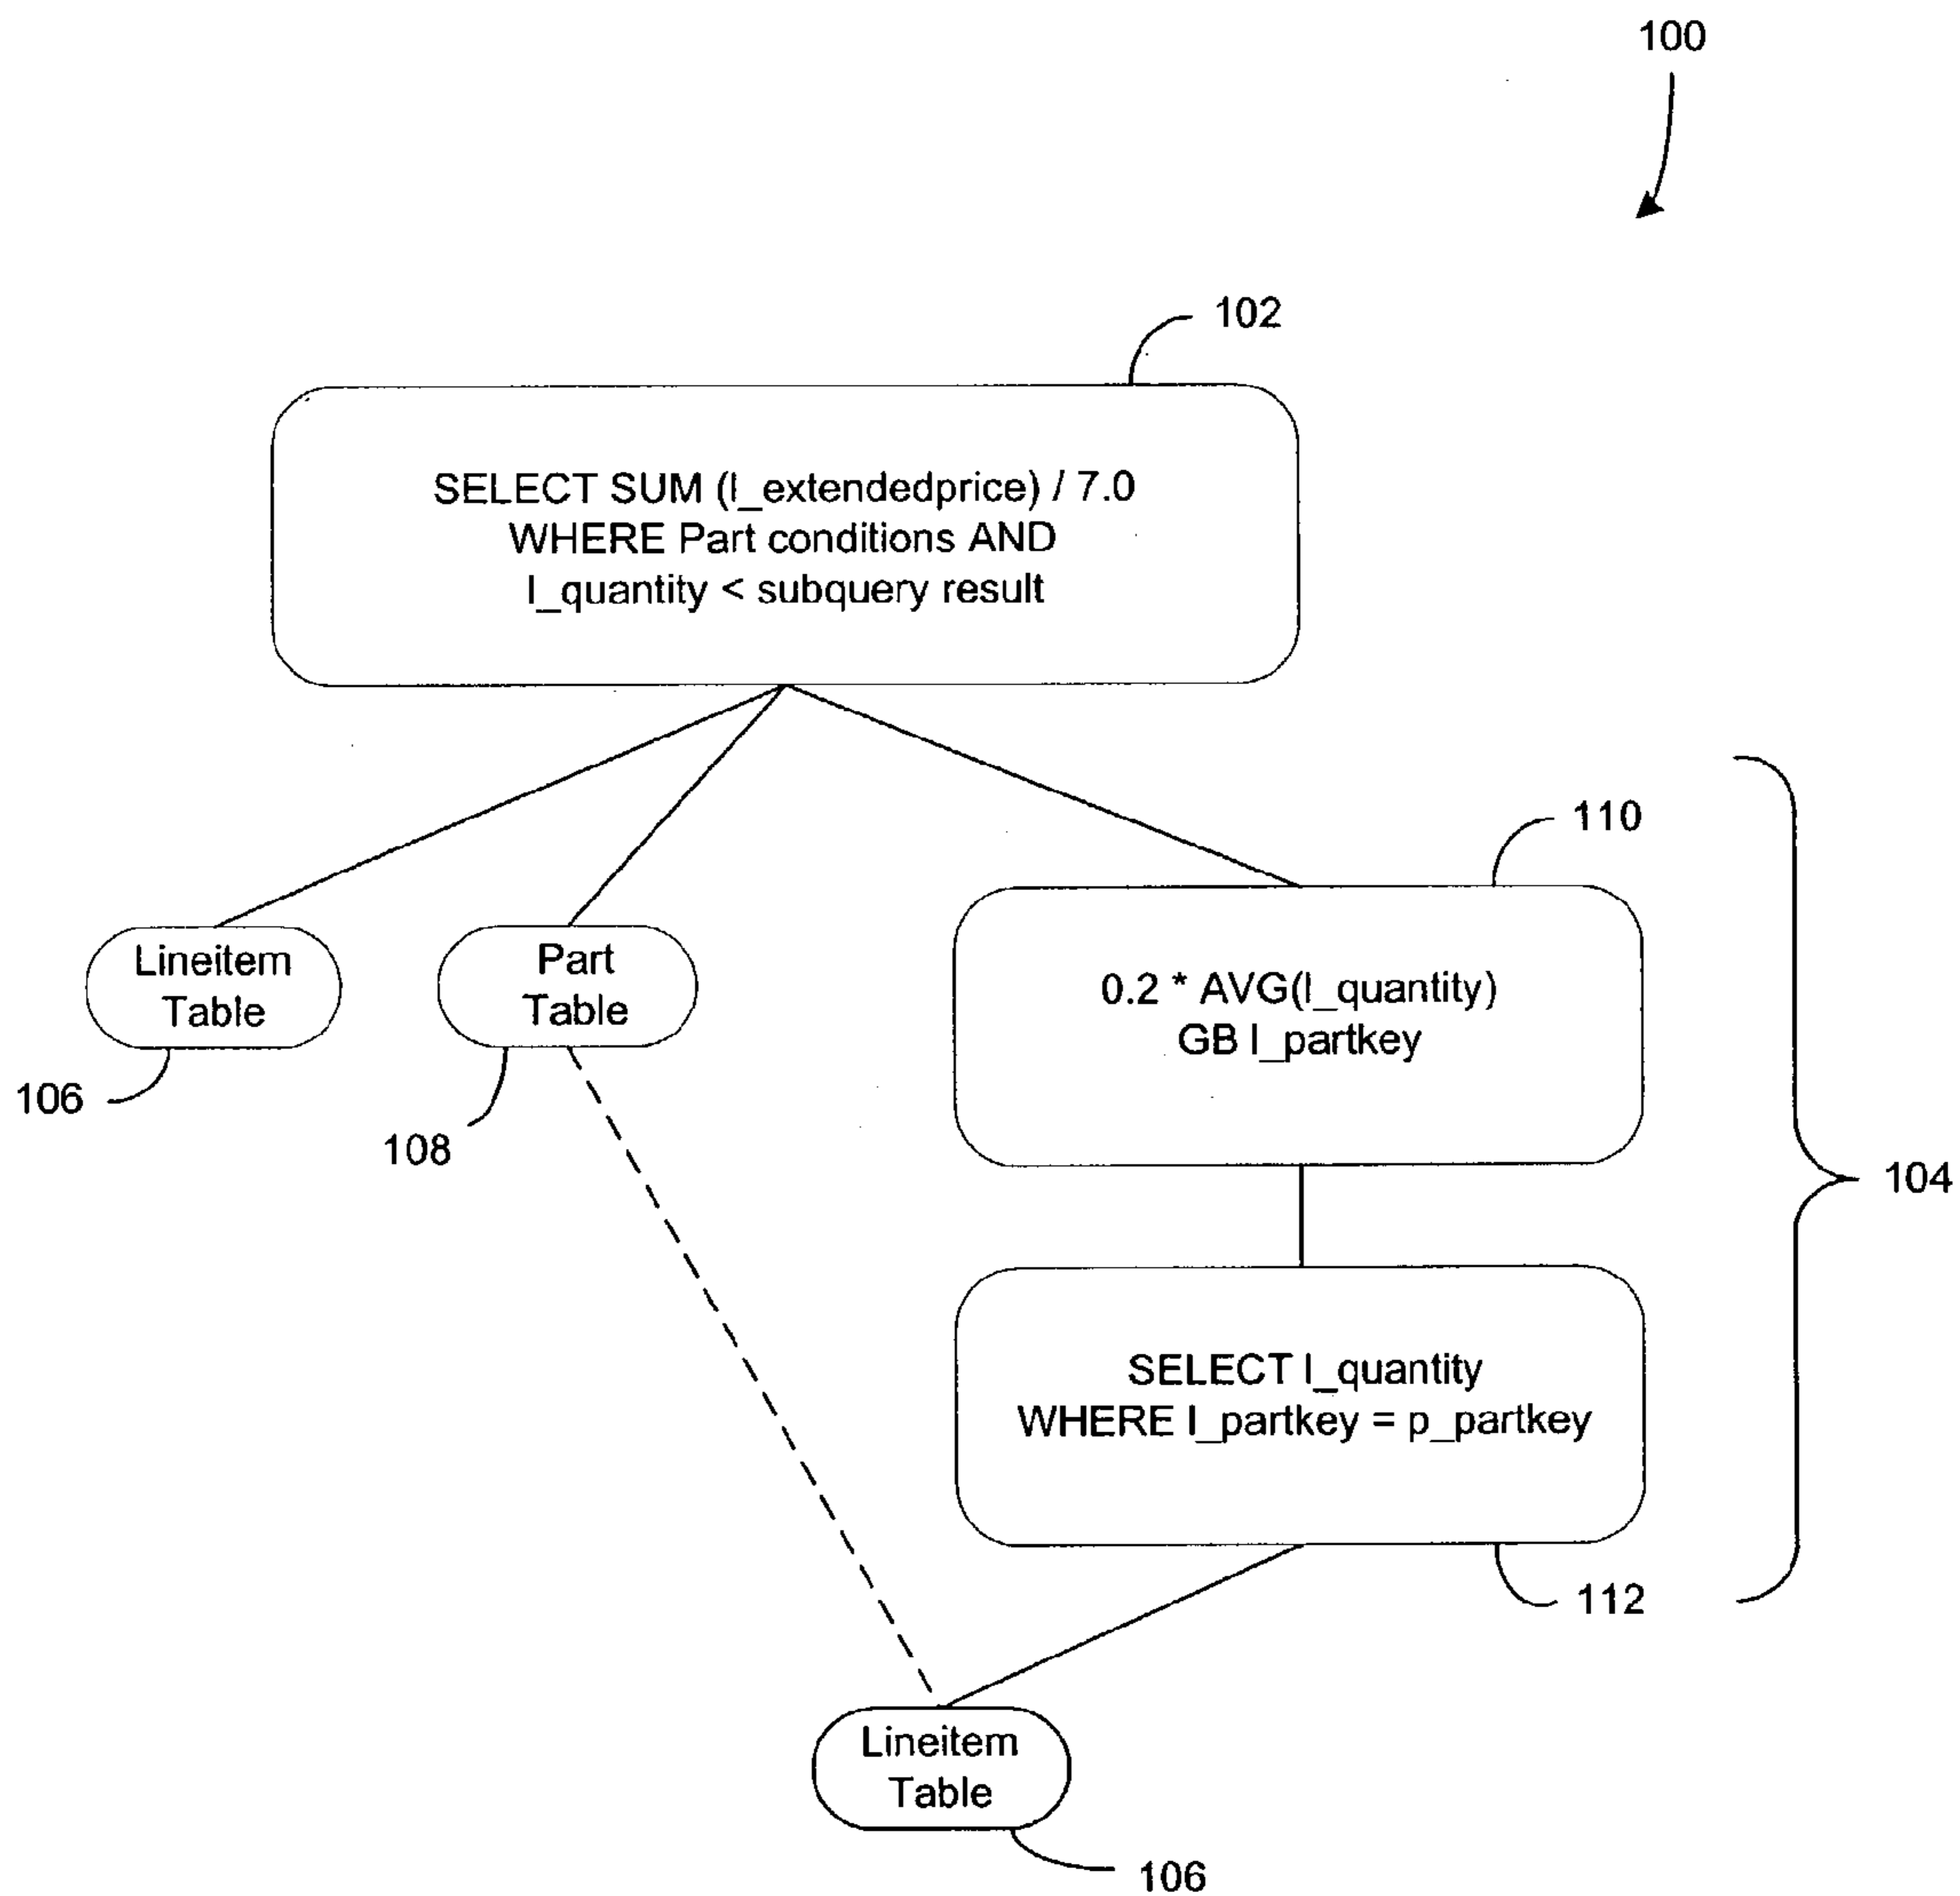 100
102
SELECT SUM (l_extendedprice) / 7.0
WHERE Part conditions AND
l_quantity < subquery result
110
Lineitem
Table
Part
Table
0.2 * AVG(l_quantity)
GB l_partkey
106
108
104
SELECT l_quantity
WHERE l_partkey = p_partkey
112
Lineitem
Table
106